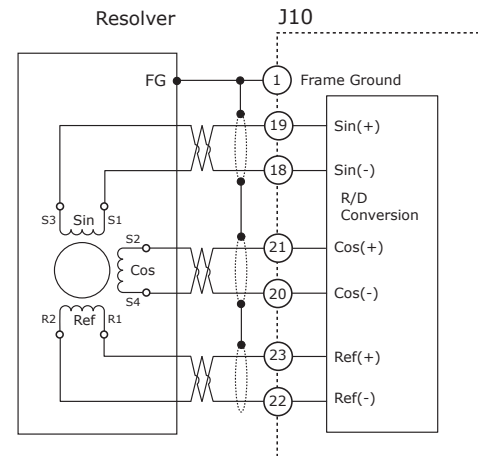 Resolver
J10
FG
1
Frame Ground
19
Sin(+)
18
Sin(-)
R/D
Conversion
S3
Sin
S1
S2
21
Cos(+)
Cos
S4
20
Cos(-)
R2
Ref
R1
23
Ref(+)
22
Ref(-)